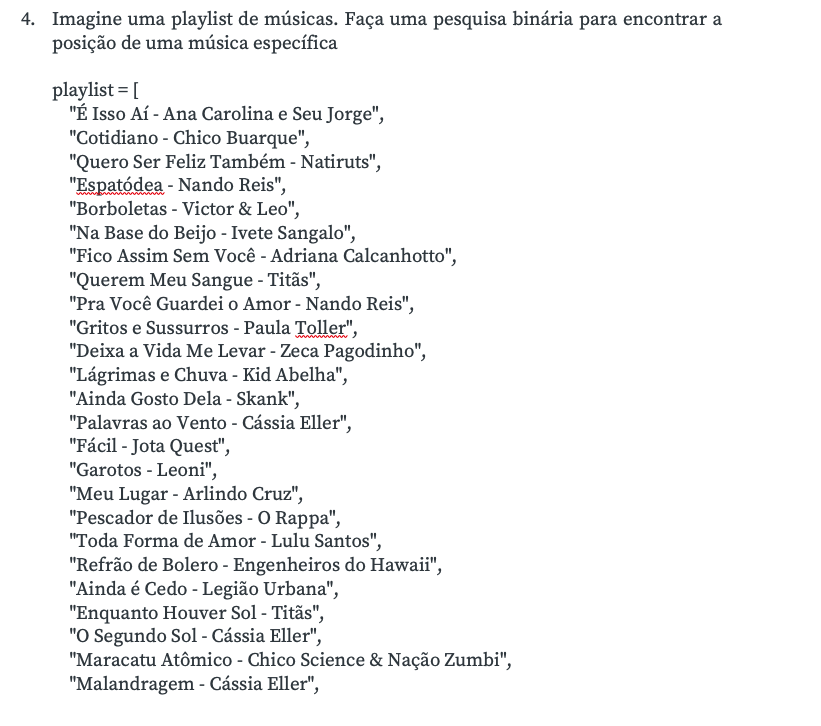 4. Imagine uma playlist de músicas. Faça uma pesquisa binária para encontrar a
posição de uma música específica
playlist = [
"É Isso Aí - Ana Carolina e Seu Jorge",
"Cotidiano - Chico Buarque",
"Quero Ser Feliz Também - Natiruts",
"Espatódea - Nando Reis",
"Borboletas - Victor & Leo",
"Na Base do Beijo - Ivete Sangalo",
"Fico Assim Sem Você - Adriana Calcanhotto",
"Querem Meu Sangue - Titãs",
"Pra Você Guardei o Amor - Nando Reis",
"Gritos e Sussurros - Paula Toller",
"Deixa a Vida Me Levar - Zeca Pagodinho",
"Lágrimas e Chuva - Kid Abelha",
"Ainda Gosto Dela - Skank",
"Palavras ao Vento - Cássia Eller",
"Fácil - Jota Quest",
"Garotos - Leoni",
"Meu Lugar - Arlindo Cruz",
"Pescador de Ilusões - O Rappa",
"Toda Forma de Amor - Lulu Santos",
"Refrão de Bolero - Engenheiros do Hawaii",
"Ainda é Cedo - Legião Urbana",
"Enquanto Houver Sol - Titãs",
"O Segundo Sol - Cássia Eller",
"Maracatu Atômico - Chico Science & Nação Zumbi",
"Malandragem - Cássia Eller",